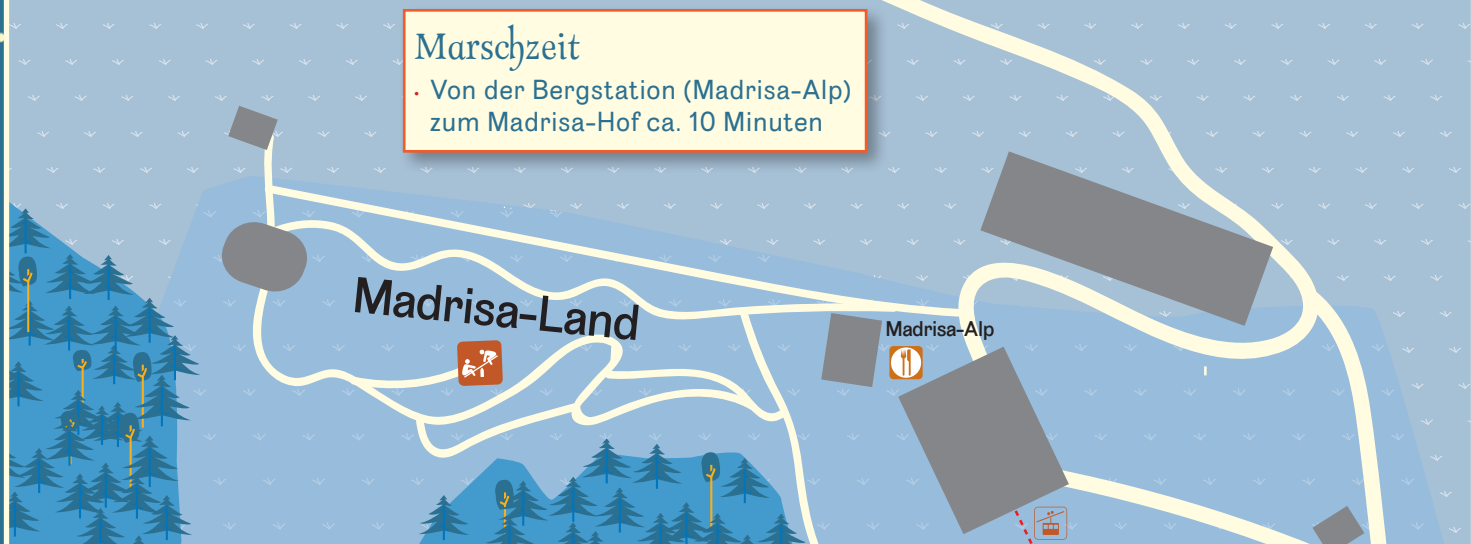 Marschzeit
· Von der Bergstation (Madrisa-Alp)
zum Madrisa-Hof ca. 10 Minuten
Madrisa-Land
Madrisa-Alp